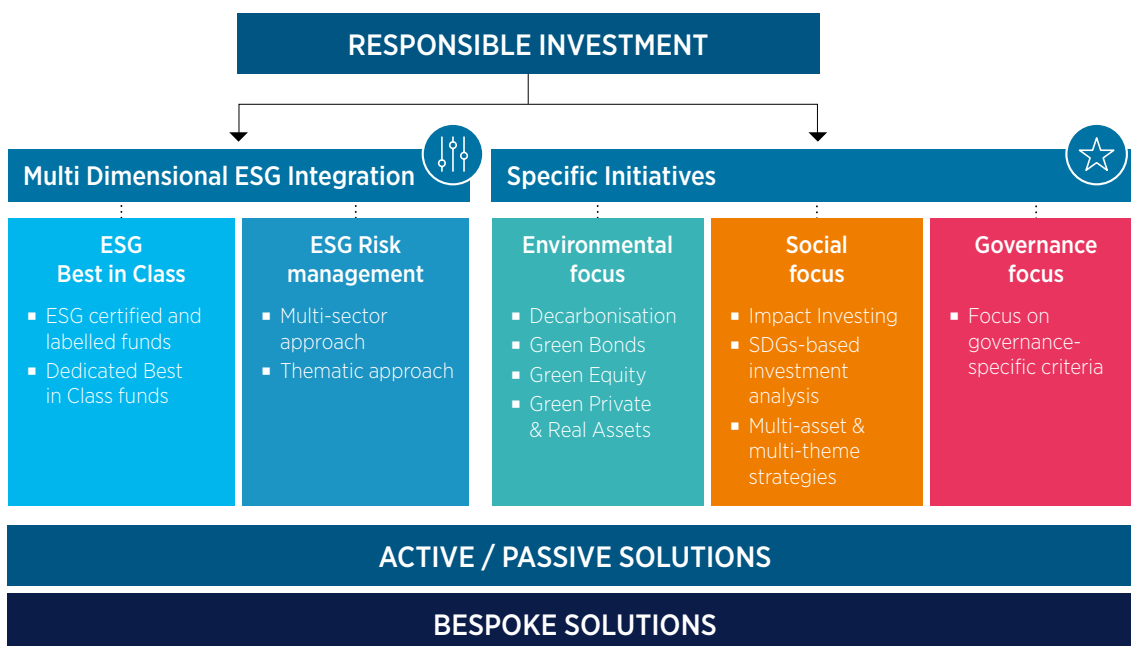 RESPONSIBLE INVESTMENT
Multi Dimensional ESG Integration
Specific Initiatives
ESG
Best in Class
▪ ESG certified and
labelled funds
▪ Dedicated Best
in Class funds
ESG Risk
management
▪ Multi-sector
approach
▪ Thematic approach
Environmental
focus
▪ Decarbonisation
▪ Green Bonds
▪ Green Equity
▪ Green Private
& Real Assets
Social
focus
▪ Impact Investing
▪ SDGs-based
investment
analysis
▪ Multi-asset &
multi-theme
strategies
Governance
focus
▪ Focus on
governance-
specific criteria
ACTIVE / PASSIVE SOLUTIONS
BESPOKE SOLUTIONS